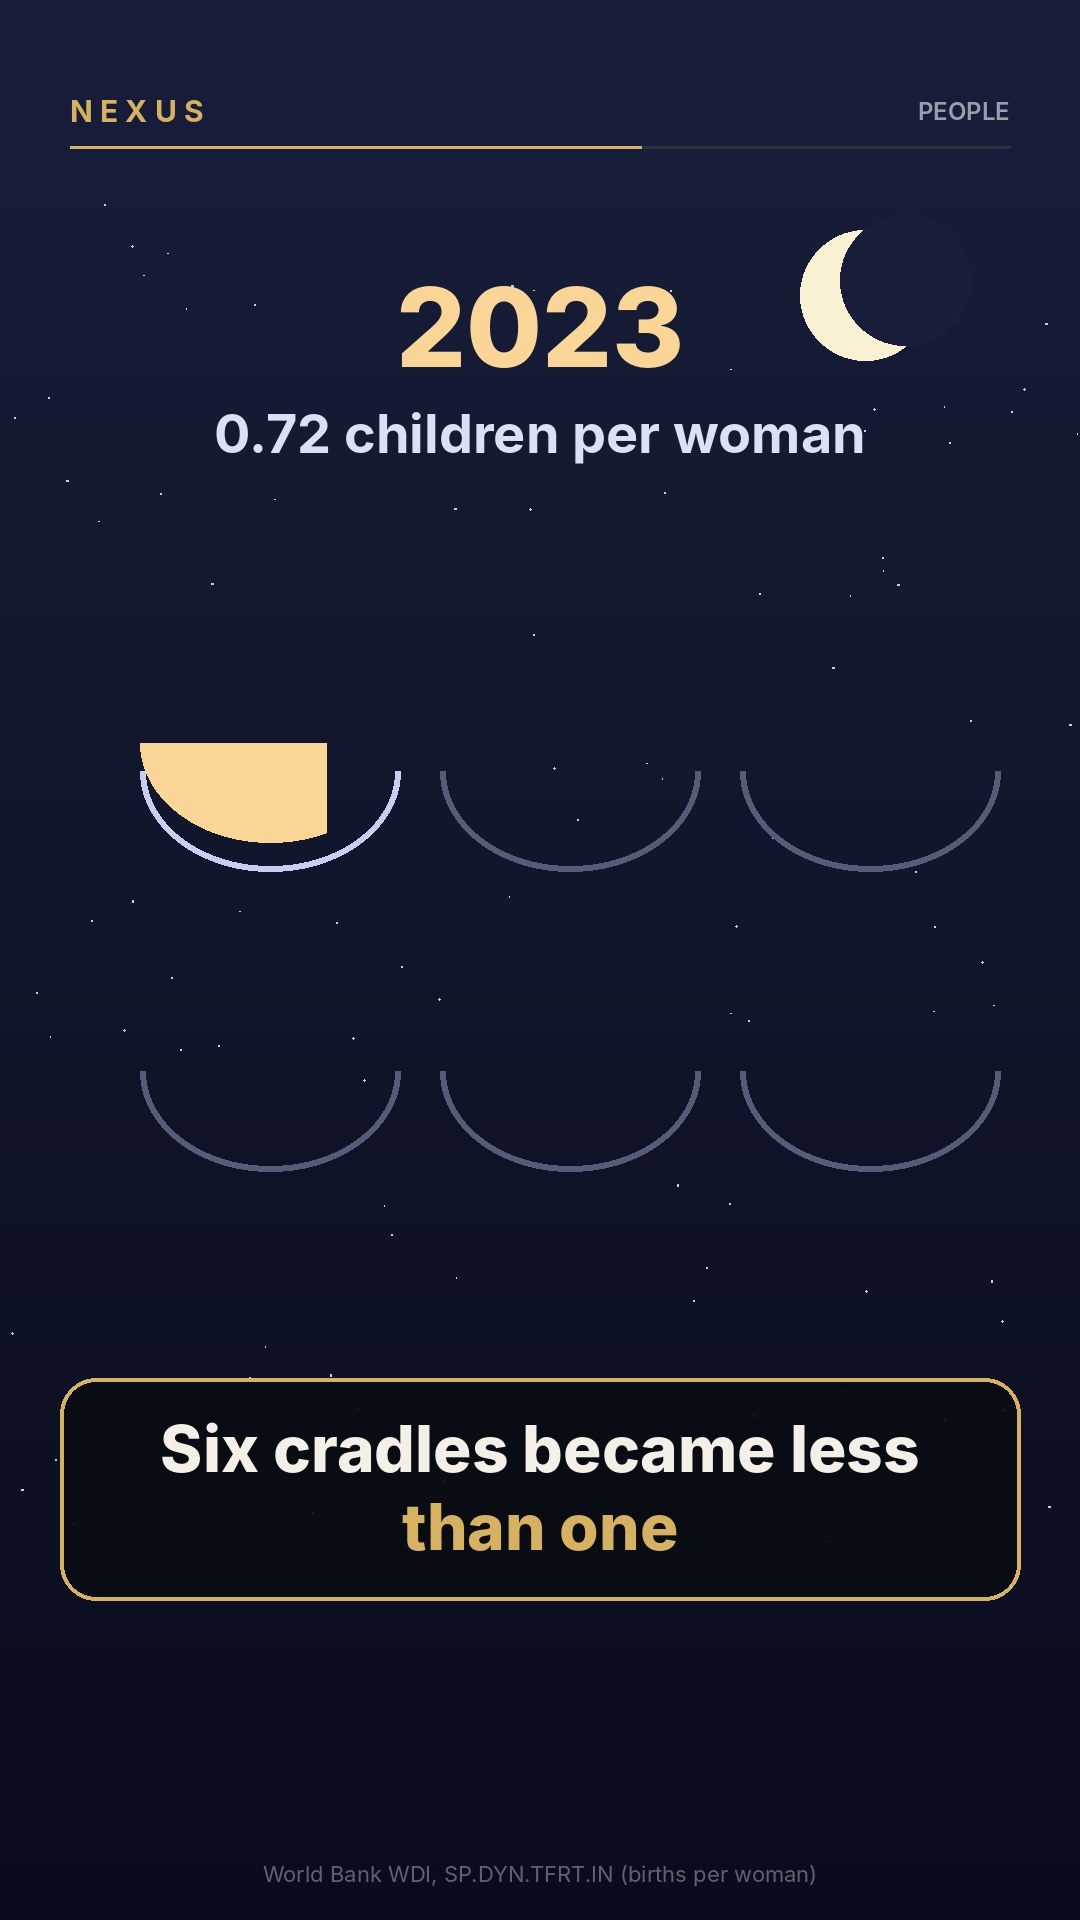 NEXUS
PEOPLE
2023
0.72 children per woman
Six cradles became less
than one
World Bank WDI, SP.DYN.TFRT.IN (births per woman)